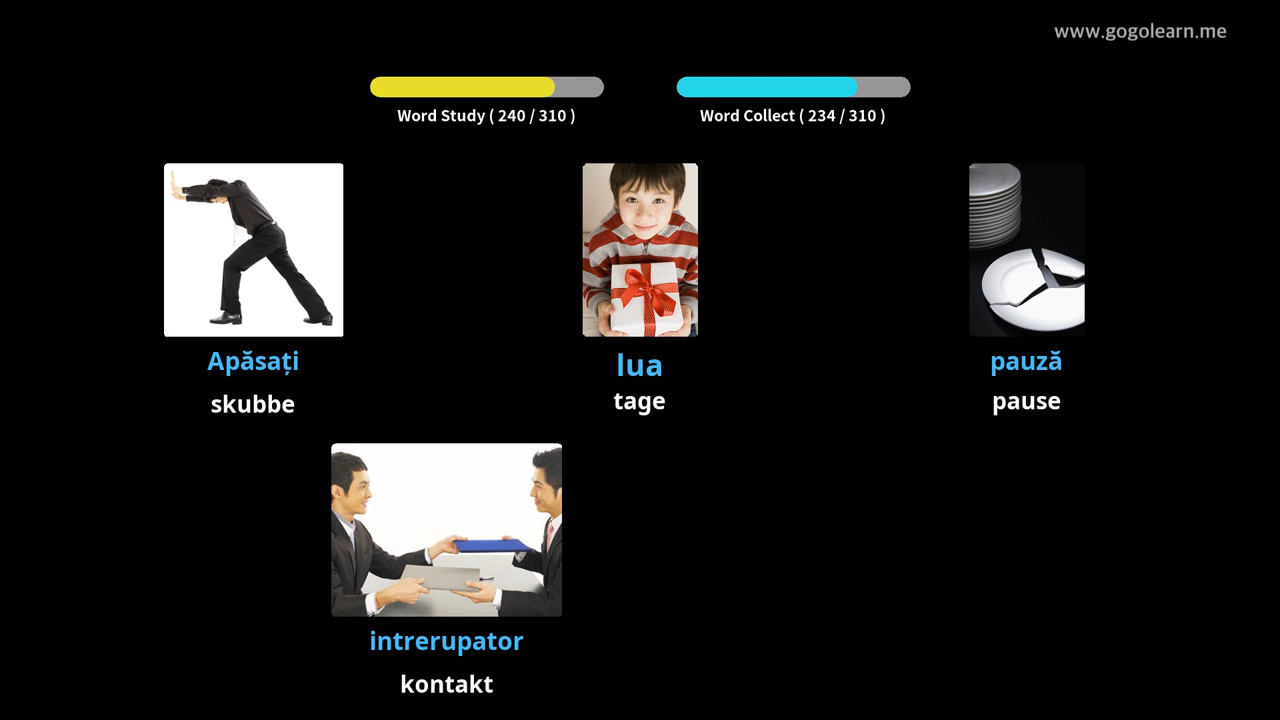 www.gogolearn.me
Word Study ( 240 / 310 )
Word Collect ( 234 / 310 )
Apăsați
lua
pauză
skubbe
tage
pause
intrerupator
kontakt